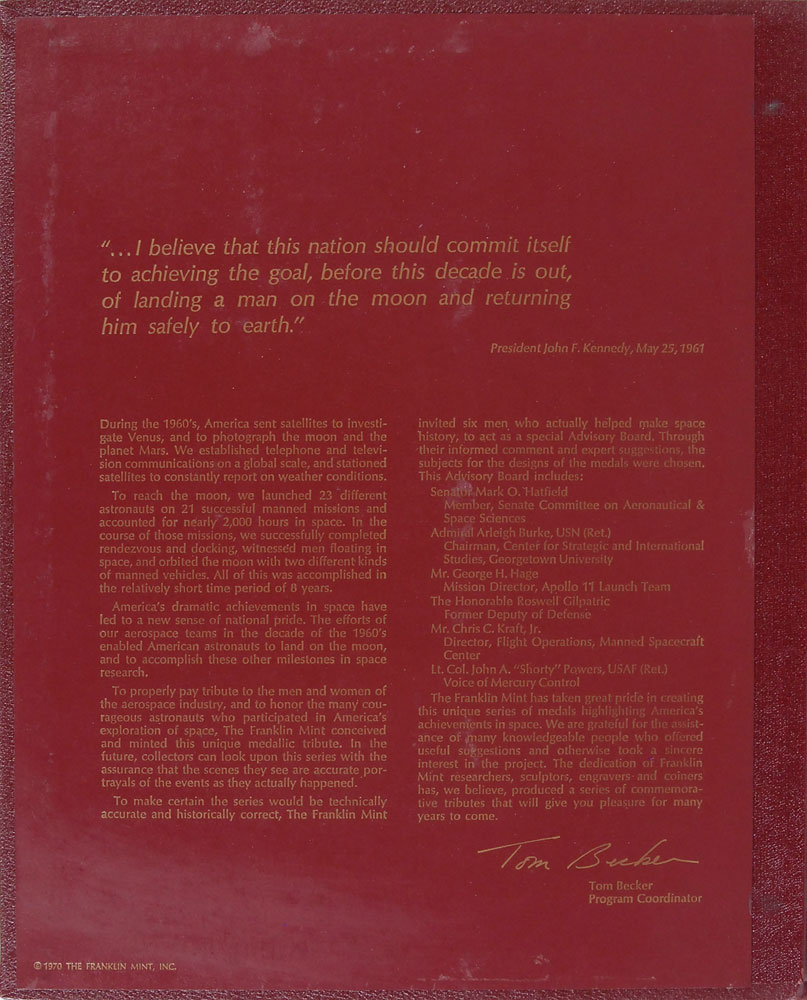 “...I believe that this nation should commit itself
to achieving the goal, before this decade is out,
of landing a man on the moon and returning
him safely to earth.”
President John F. Kennedy, May 25, 1961
During the 1960's, America sent satellites to investi-
gate Venus, and to photograph the moon and the
planet Mars. We established telephone and televi-
sion communications on a global scale, and stationed
satellites to constantly report on weather conditions.
To reach the moon, we launched 23 different
astronauts on 21 successful manned missions and
accounted for nearly 2,000 hours in space. In the
course of those missions, we successfully completed
rendezvous and docking, witnessed men floating in
space, and orbited the moon with two different kinds
of manned vehicles. All of this was accomplished in
the relatively short time period of 8 years.
America's dramatic achievements in space have
led to a new sense of national pride. The efforts of
our aerospace teams in the decade of the 1960's
enabled American astronauts to land on the moon,
and to accomplish these other milestones in space
research.
To properly pay tribute to the men and women of
the aerospace industry, and to honor the many cou-
rageous astronauts who participated in America's
exploration of space, The Franklin Mint conceived
and minted this unique medallic tribute. In the
future, collectors can look upon this series with the
assurance that the scenes they see are accurate por-
trayals of the events as they actually happened.
To make certain the series would be technically
accurate and historically correct, The Franklin Mint
invited six men who actually helped make space
history, to act as a special Advisory Board. Through
their informed comment and expert suggestions, the
subjects for the designs of the medals were chosen.
This Advisory Board includes:
Senator Mark O. Hatfield
Member, Senate Committee on Aeronautical &
Space Sciences
Admiral Arleigh Burke, USN (Ret.)
Chairman, Center for Strategic and International
Studies, Georgetown University
Mr. George H. Hage
Mission Director, Apollo 11 Launch Team
The Honorable Roswell Gilpatric
Former Deputy of Defense
Mr. Chris C. Kraft, Jr.
Director, Flight Operations, Manned Spacecraft
Center
Lt. Col. John A. “Shorty” Powers, USAF (Ret.)
Voice of Mercury Control
The Franklin Mint has taken great pride in creating
this unique series of medals highlighting America's
achievements in space. We are grateful for the assist-
ance of many knowledgeable people who offered
useful suggestions and otherwise took a sincere
interest in the project. The dedication of Franklin
Mint researchers, sculptors, engravers and coiners
has, we believe, produced a series of commemora-
tive tributes that will give you pleasure for many
years to come.
Tom Becker
Tom Becker
Program Coordinator
© 1970 THE FRANKLIN MINT, INC.